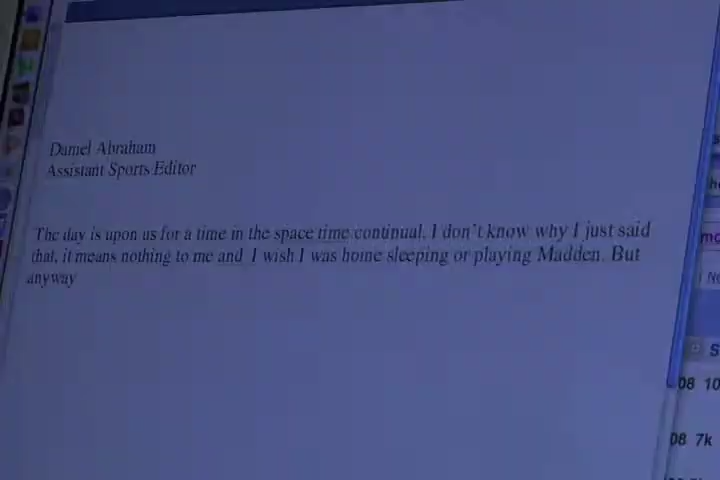 Daniel Abraham
Assistant Sports Editor
The day is upon us for a time in the space time continual. I don't know why I just said
that, it means nothing to me and I wish I was home sleeping or playing Madden. But
anyway
S
08 10
08 7k